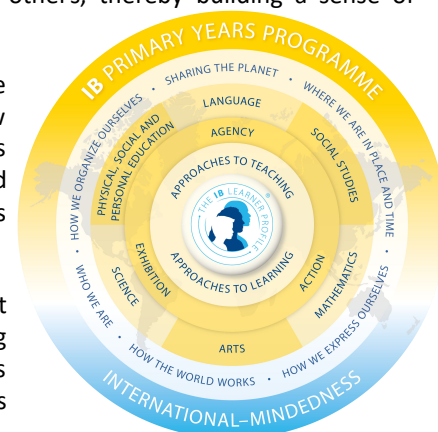 others, thereby building a sense of
IB PRIMARY YEARS PROGRAMME
SHARING THE PLANET
WHERE WE ARE IN PLACE AND TIME
HOW WE EXPRESS OURSELVES
HOW THE WORLD WORKS
WHO WE ARE
HOW WE ORGANIZE OURSELVES
LANGUAGE
SOCIAL STUDIES
MATHEMATICS
ARTS
SCIENCE
PHYSICAL, SOCIAL AND
PERSONAL EDUCATION
AGENCY
ACTION
EXHIBITION
APPROACHES TO TEACHING
APPROACHES TO LEARNING
THE IB LEARNER PROFILE
INTERNATIONAL–MINDEDNESS